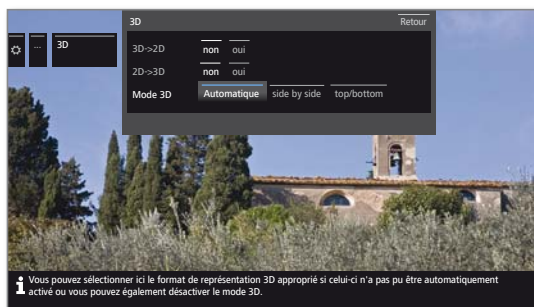 3D
Retour
... 3D
3D->2D non oui
2D->3D non oui
Mode 3D Automatique side by side top/bottom
Vous pouvez sélectionner ici le format de représentation 3D approprié si celui-ci n'a pas pu être automatiquement
activé ou vous pouvez également désactiver le mode 3D.